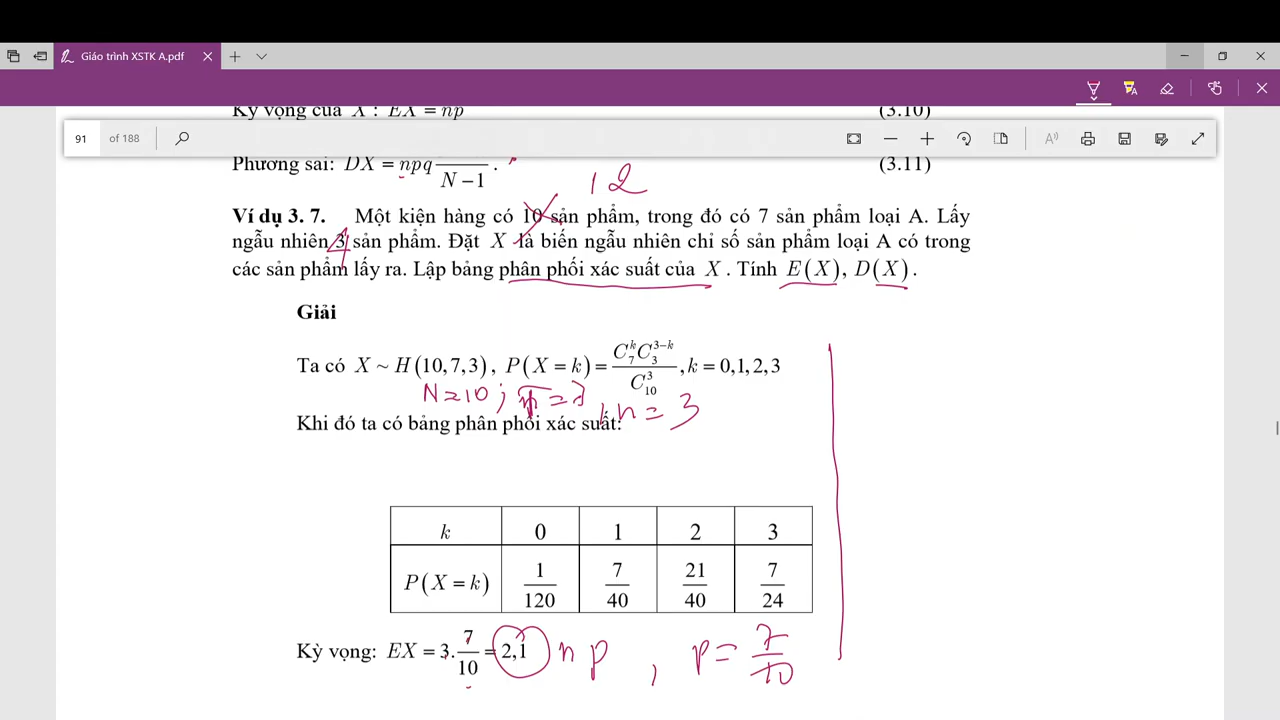 Giáo trình XSTK A.pdf
Kỳ vọng của X : EX = np (3.10)
91 of 188
Phương sai: DX = npq N − 1 . (3.11)
12
Ví dụ 3. 7. Một kiện hàng có 10 sản phẩm, trong đó có 7 sản phẩm loại A. Lấy
ngẫu nhiên 3 sản phẩm. Đặt X là biến ngẫu nhiên chỉ số sản phẩm loại A có trong
4
các sản phẩm lấy ra. Lập bảng phân phối xác suất của X . Tính E(X), D(X).
Giải
Ta có X ~ H(10,7,3), P(X = k) = C_7^k C_3^{3−k} / C_10^3 , k = 0,1,2,3
N = 10 ; = 7 , n = 3
Khi đó ta có bảng phân phối xác suất:
k 0 1 2 3
P(X = k) 1/120 7/40 21/40 7/24
Kỳ vọng: EX = 3. 7/10 = 2,1 n p , p = 7/10